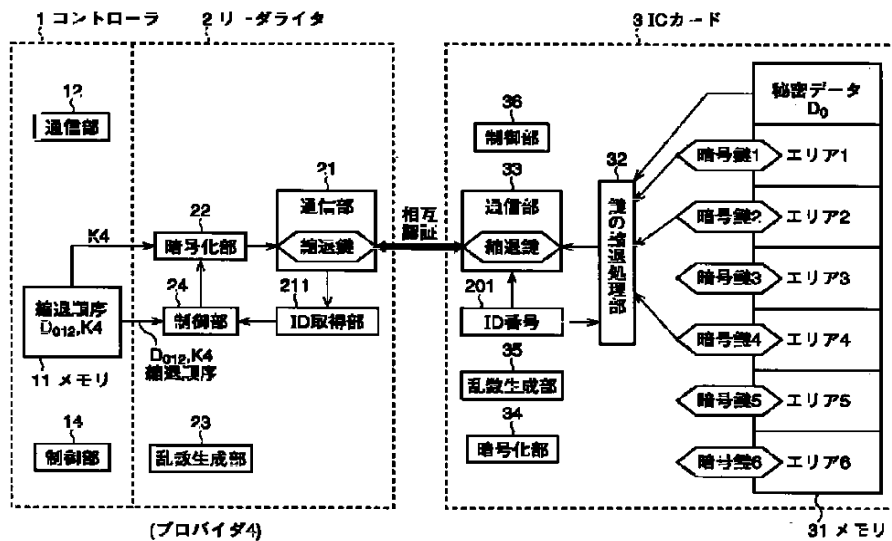 1 コントローラ
2 リーダライタ
3 ICカード
12
通信部
22
暗号化部
21
通信部
縮退鍵
K4
24
制御部
211
ID取得部
縮退順序
D012,K4
11 メモリ
D012,K4
縮退順序
14
制御部
23
乱数生成部
(プロバイダ4)
相互
認証
36
制御部
33
通信部
縮退鍵
201
ID番号
35
乱数生成部
34
暗号化部
32
鍵の縮退処理部
秘密データ
D0
暗号鍵1
エリア1
暗号鍵2
エリア2
暗号鍵3
エリア3
暗号鍵4
エリア4
暗号鍵5
エリア5
暗号鍵6
エリア6
31 メモリ